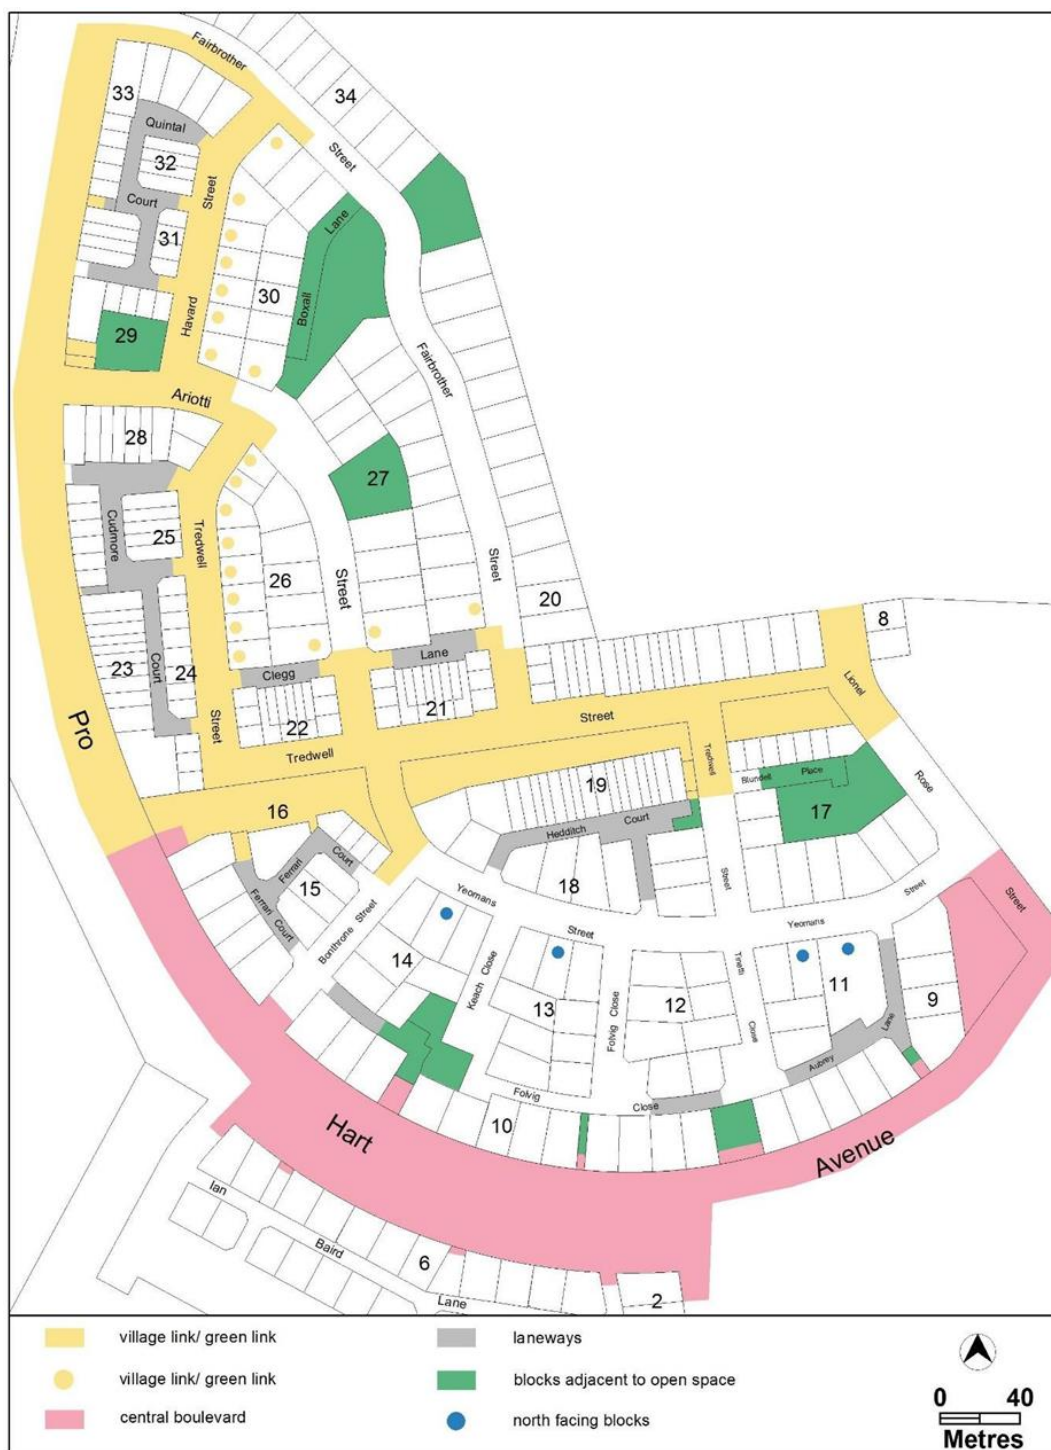 Fairbrother
34
33
Quintal
Street
32
Court
Street
31
Lane
30
Boxall
Havard
29
Fairbrother
Ariotti
28
27
Cudmore
25
Tredwell
26
Street
Street
20
8
23
Court
24
Clegg
Lane
Lionel
Pro
Street
22
21
Street
Tredwell
Tredwell
Blundell
Place
Rose
16
19
17
Hedditch
Court
Ferrari
Court
15
Ferrari
Court
18
Yeomans
Street
Street
Street
Bonthrone
Street
Yeomans
Street
14
Keach Close
13
Folvig Close
12
Tinetti
Close
11
Lane
Aubrey
9
Folvig
Close
10
Hart
Avenue
Ian
Baird
6
Lane
2
village link/ green link
laneways
village link/ green link
blocks adjacent to open space
central boulevard
north facing blocks
0 40
Metres